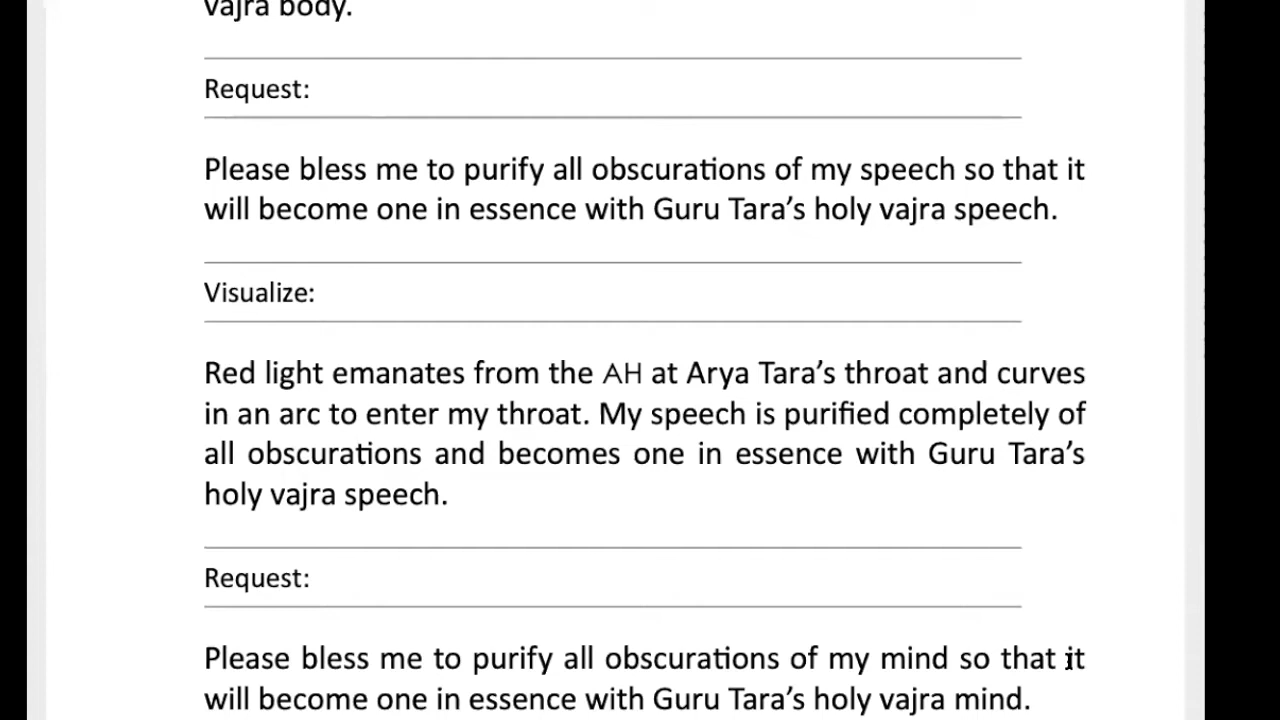 vajra body.
Request:
Please bless me to purify all obscurations of my speech so that it
will become one in essence with Guru Tara’s holy vajra speech.
Visualize:
Red light emanates from the AH at Arya Tara’s throat and curves
in an arc to enter my throat. My speech is purified completely of
all obscurations and becomes one in essence with Guru Tara’s
holy vajra speech.
Request:
Please bless me to purify all obscurations of my mind so that it
will become one in essence with Guru Tara’s holy vajra mind.